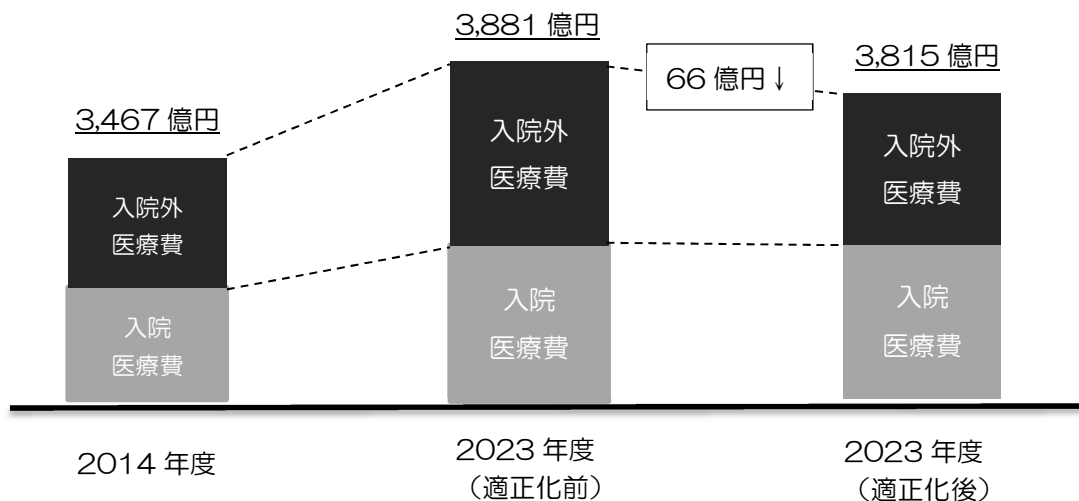 3,467 億円
3,881 億円
66 億円↓
3,815 億円
入院外
医療費
入院
医療費
入院外
医療費
入院
医療費
入院外
医療費
入院
医療費
2014 年度
2023 年度
（適正化前）
2023 年度
（適正化後）